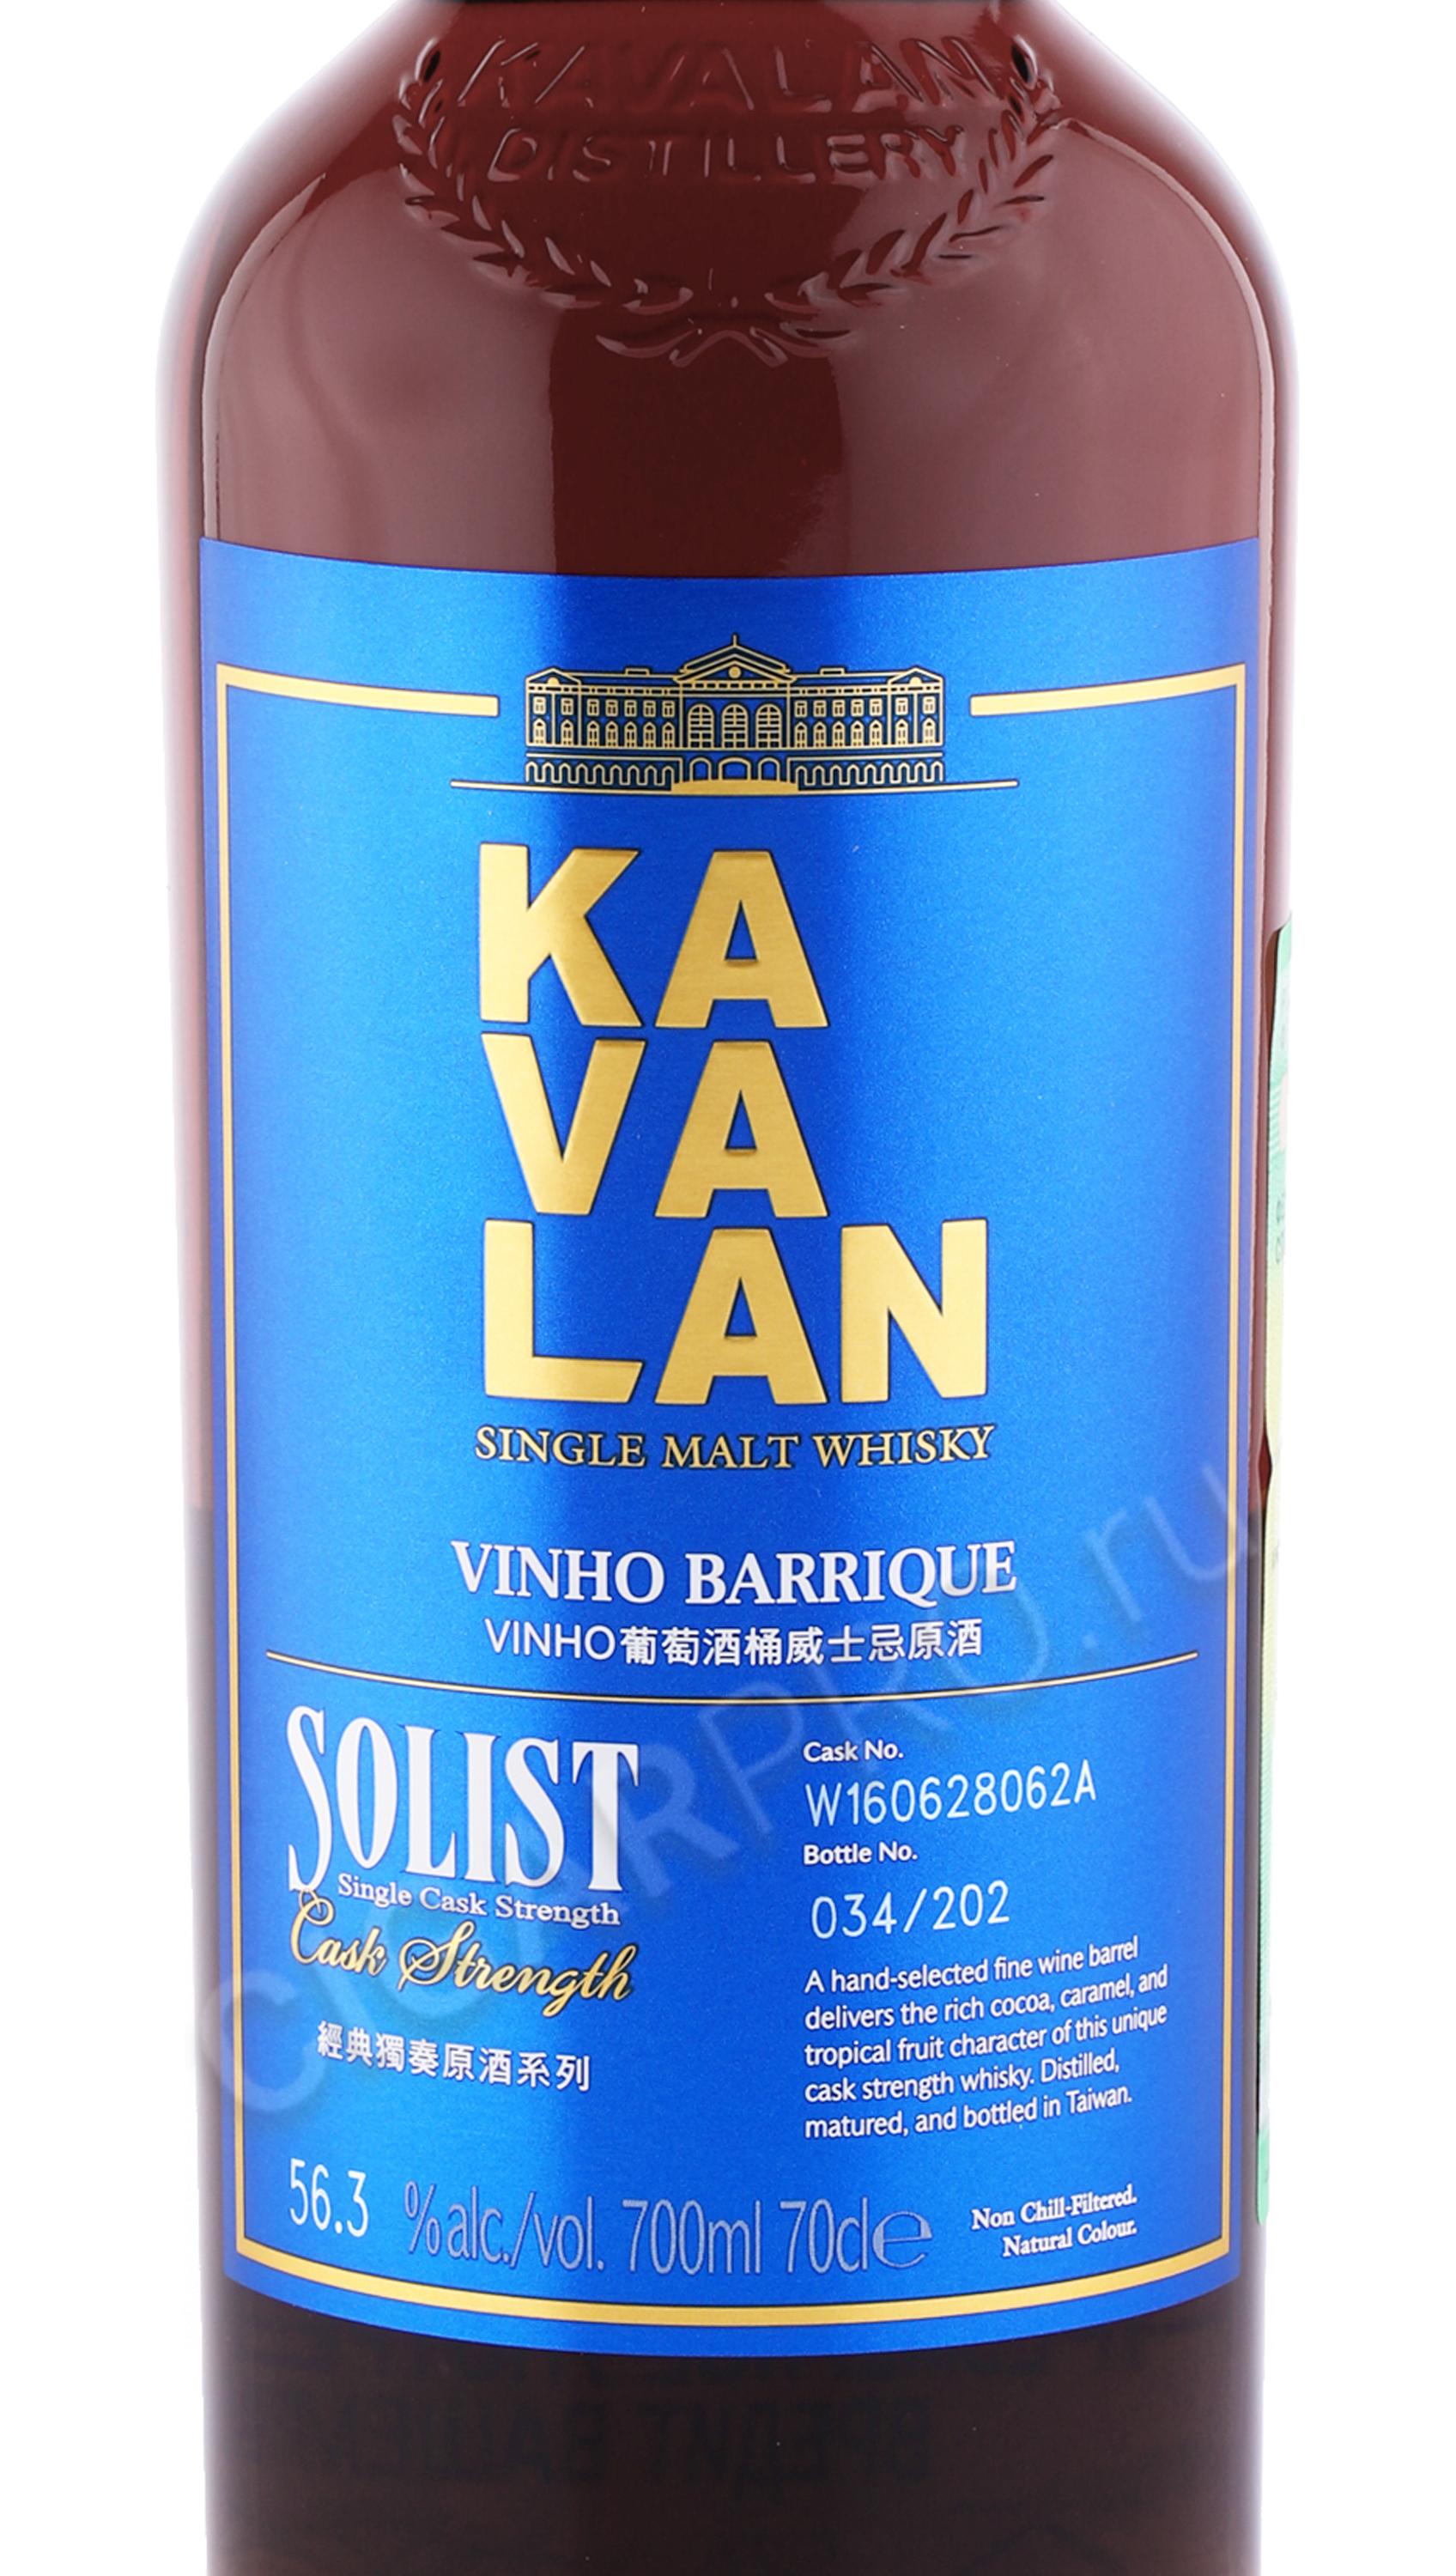 KAVALAN
DISTILLERY
KA
VA
LAN
SINGLE MALT WHISKY
VINHO BARRIQUE
VINHO葡萄酒桶威士忌原酒
SOLIST
Single Cask Strength
Cask Strength
經典獨奏原酒系列
Cask No.
W160628062A
Bottle No.
034/202
A hand-selected fine wine barrel
delivers the rich cocoa, caramel, and
tropical fruit character of this unique
cask strength whisky. Distilled,
matured, and bottled in Taiwan.
56.3 %alc./vol. 700ml 70cl℮
Non Chill-Filtered.
Natural Colour.
CIGARPRO.ru